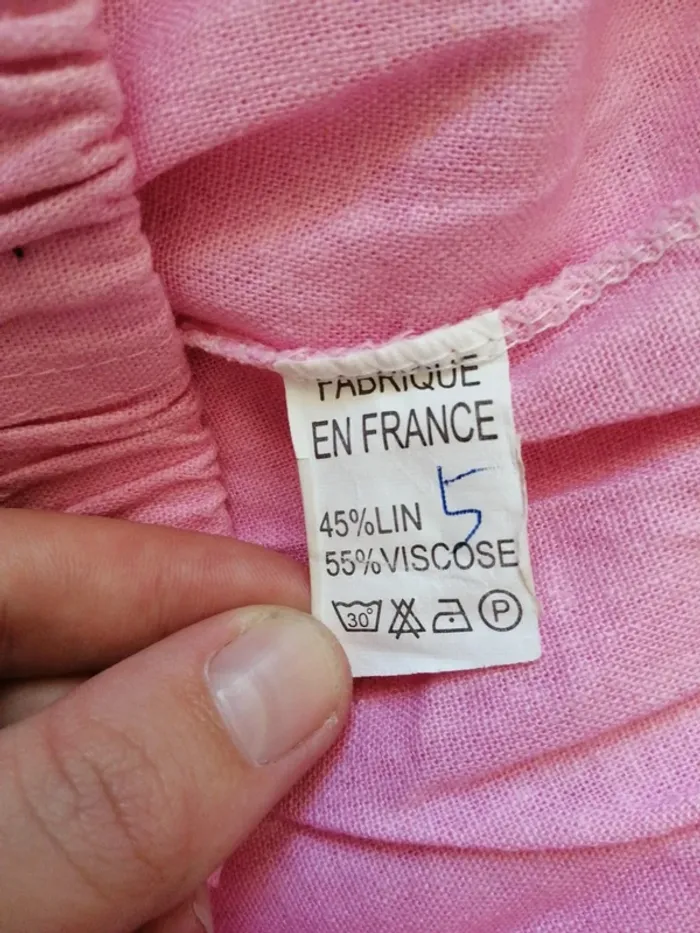 FABRIQUE
EN FRANCE
5
45%LIN
55%VISCOSE
30°
P